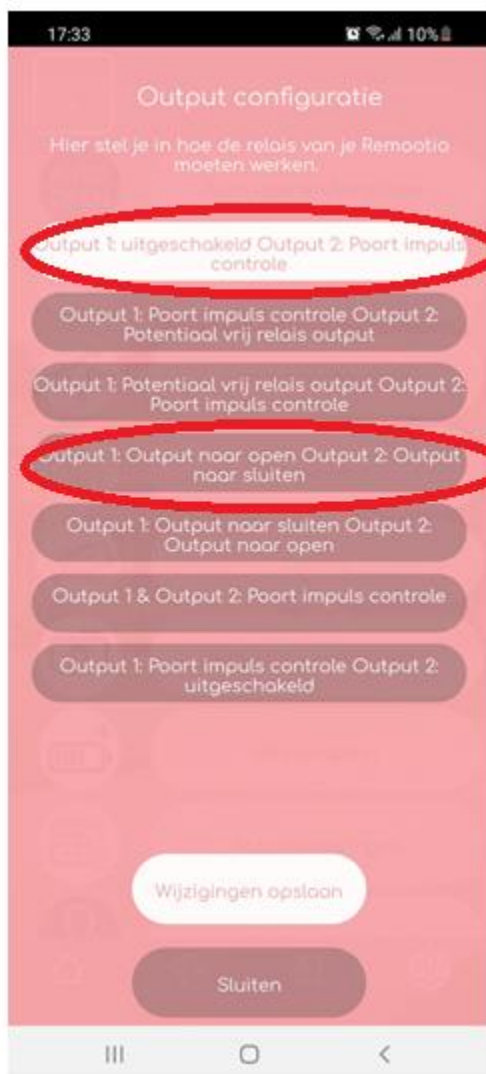 17:33
10%
Output configuratie
Hier stel je in hoe de relais van je Remootio
moeten werken.
Output 1: uitgeschakeld Output 2: Poort impuls
controle
Output 1: Poort impuls controle Output 2:
Potentiaal vrij relais output
Output 1: Potentiaal vrij relais output Output 2:
Poort impuls controle
Output 1: Output naar open Output 2: Output
naar sluiten
Output 1: Output naar sluiten Output 2:
Output naar open
Output 1 & Output 2: Poort impuls controle
Output 1: Poort impuls controle Output 2:
uitgeschakeld
Wijzigingen opslaan
Sluiten